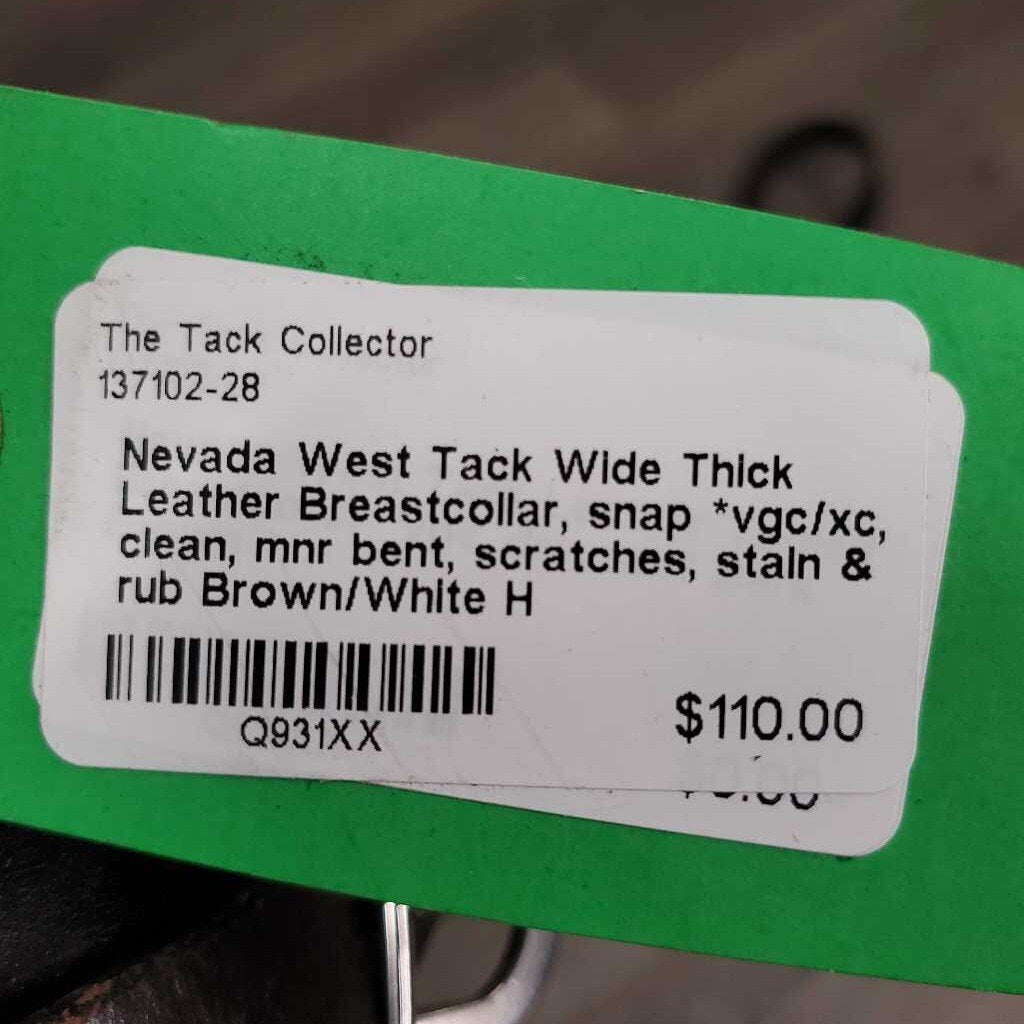 The Tack Collector
137102-28
Nevada West Tack Wide Thick
Leather Breastcollar, snap *vgc/xc,
clean, mnr bent, scratches, stain &
rub Brown/White H
Q931XX
$110.00